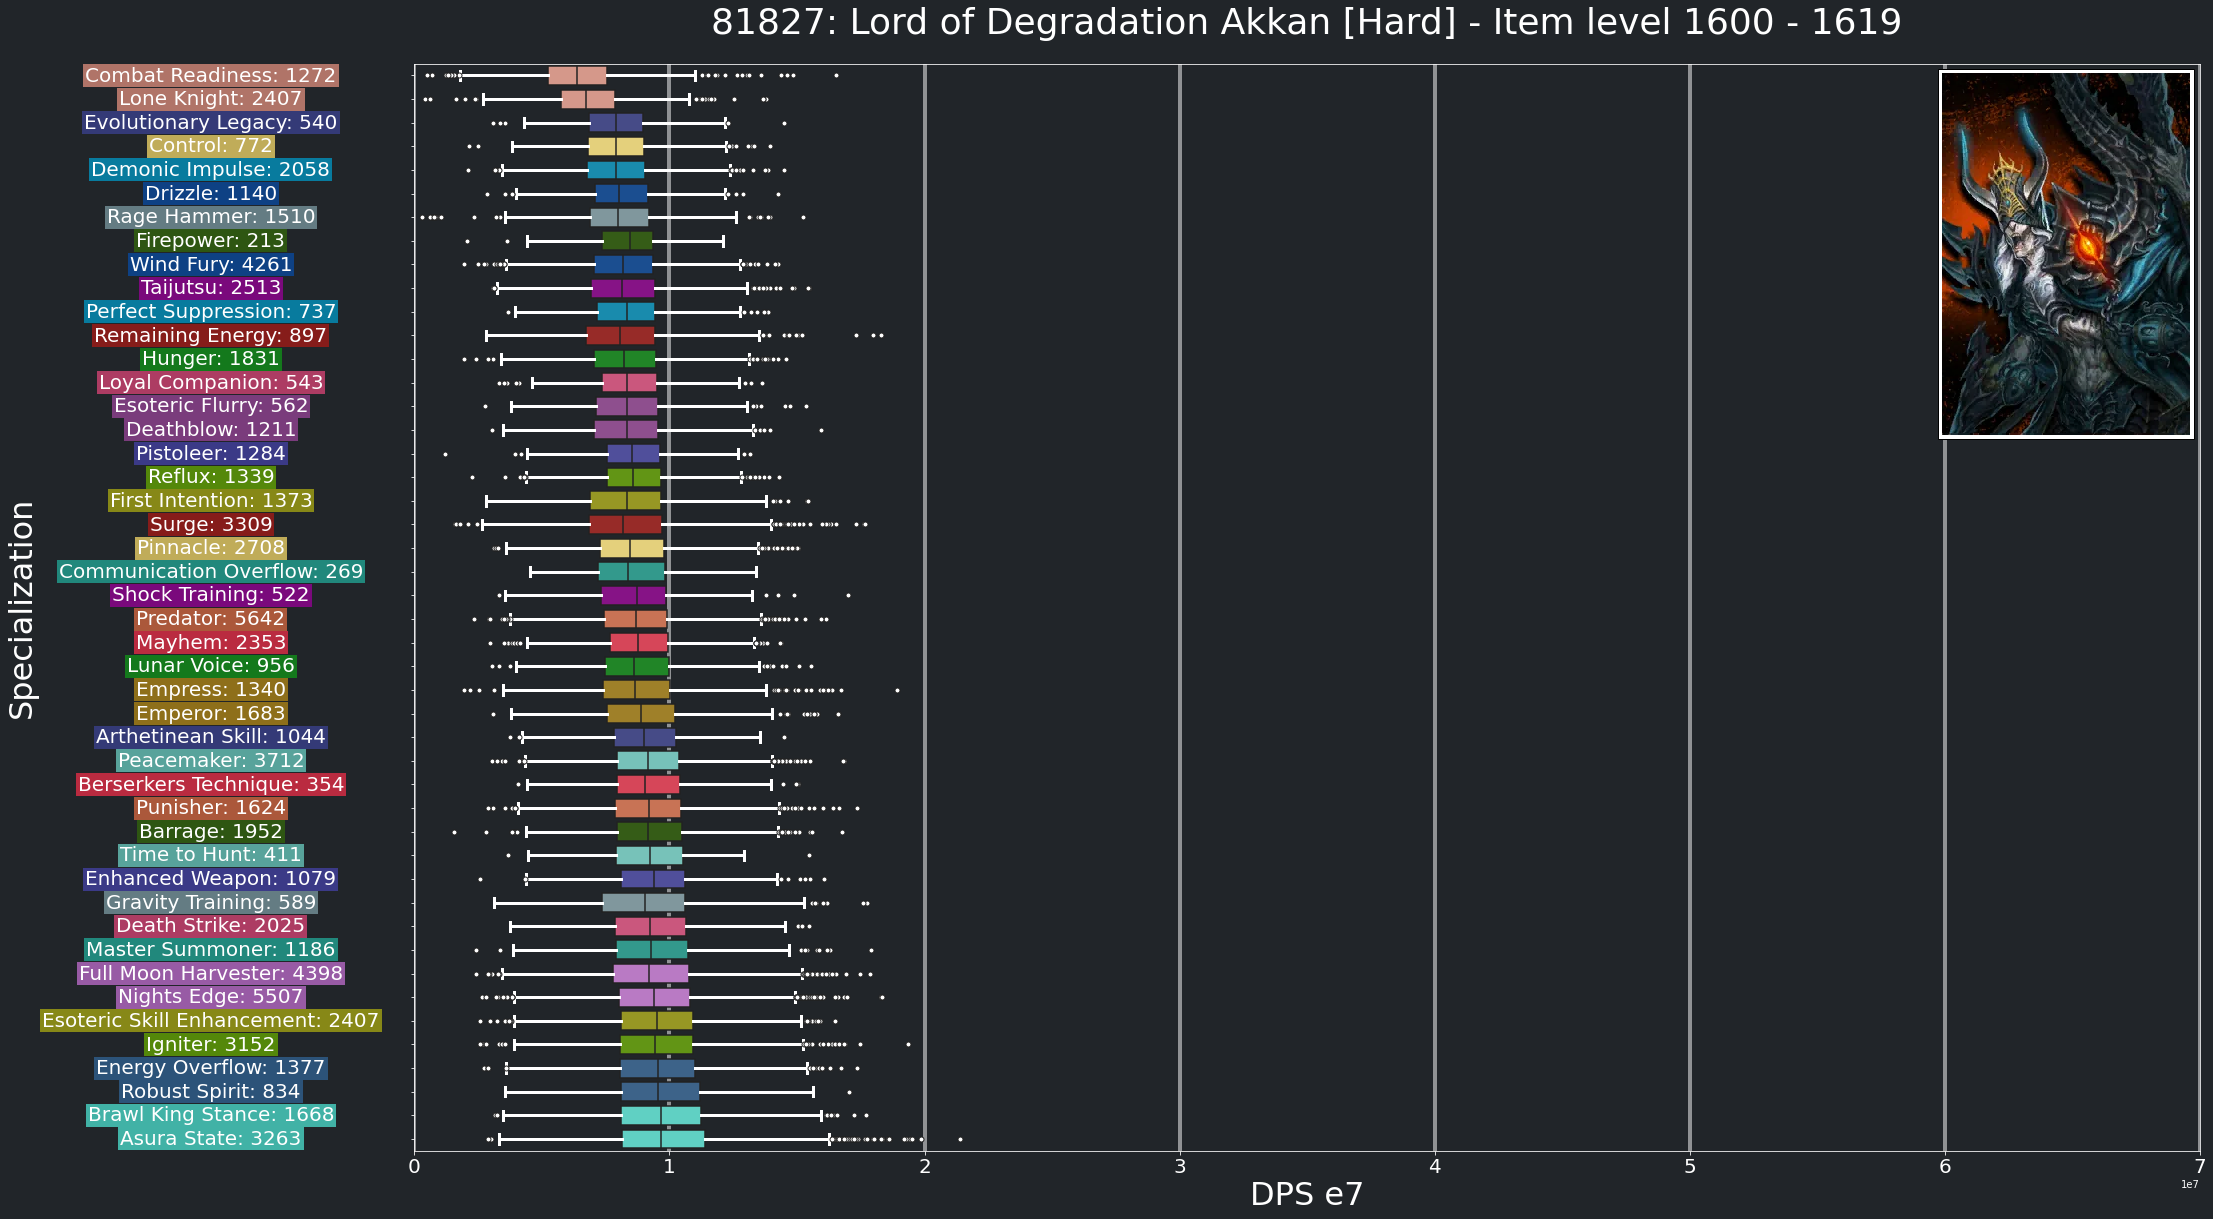 81827: Lord of Degradation Akkan [Hard] - Item level 1600 - 1619
Specialization
Combat Readiness: 1272
Lone Knight: 2407
Evolutionary Legacy: 540
Control: 772
Demonic Impulse: 2058
Drizzle: 1140
Rage Hammer: 1510
Firepower: 213
Wind Fury: 4261
Taijutsu: 2513
Perfect Suppression: 737
Remaining Energy: 897
Hunger: 1831
Loyal Companion: 543
Esoteric Flurry: 562
Deathblow: 1211
Pistoleer: 1284
Reflux: 1339
First Intention: 1373
Surge: 3309
Pinnacle: 2708
Communication Overflow: 269
Shock Training: 522
Predator: 5642
Mayhem: 2353
Lunar Voice: 956
Empress: 1340
Emperor: 1683
Arthetinean Skill: 1044
Peacemaker: 3712
Berserkers Technique: 354
Punisher: 1624
Barrage: 1952
Time to Hunt: 411
Enhanced Weapon: 1079
Gravity Training: 589
Death Strike: 2025
Master Summoner: 1186
Full Moon Harvester: 4398
Nights Edge: 5507
Esoteric Skill Enhancement: 2407
Igniter: 3152
Energy Overflow: 1377
Robust Spirit: 834
Brawl King Stance: 1668
Asura State: 3263
0 1 2 3 4 5 6 7
1e7
DPS e7